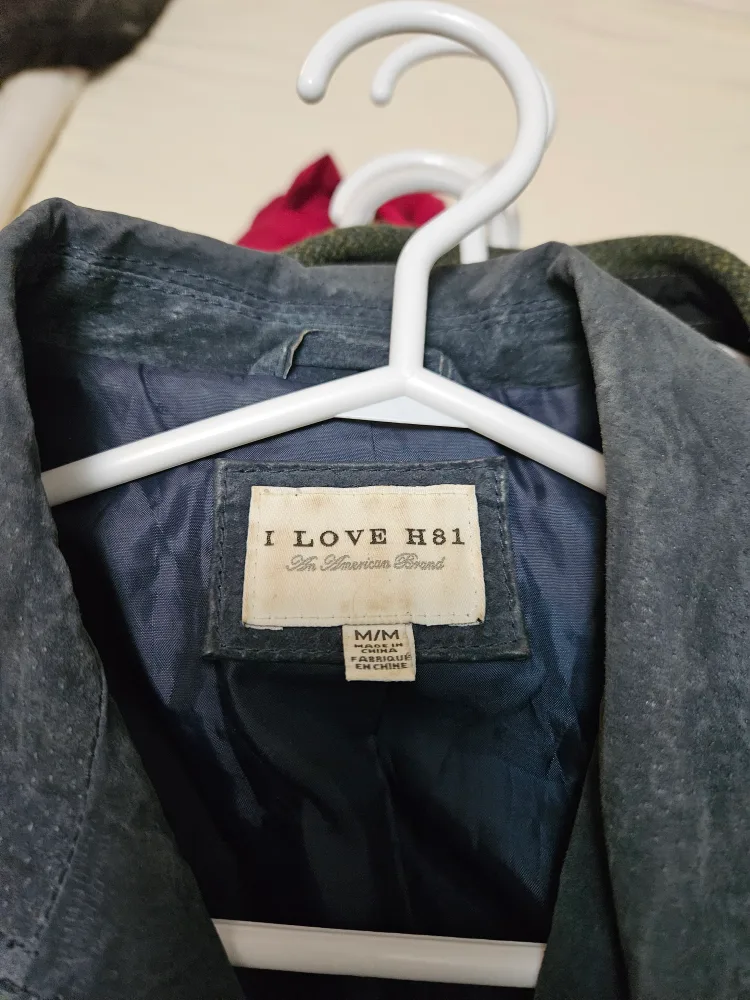 I LOVE H81
An American Brand
M/M
MADE IN
CHINA
FABRIQUÉ
EN CHINE